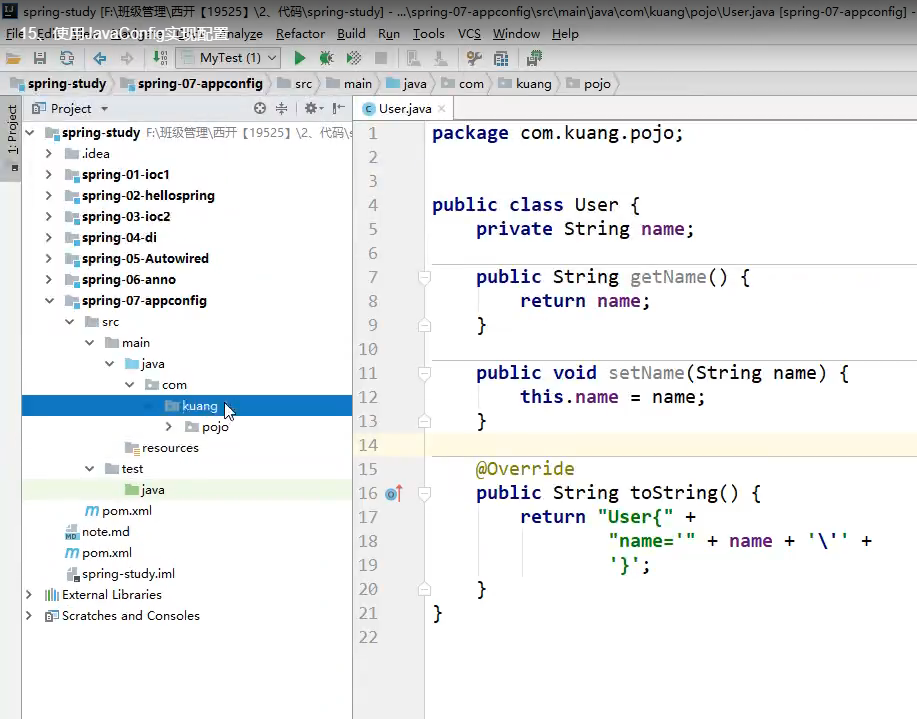 spring-study [F:\班级管理\西开【19525】\2、代码\spring-study] - ...\spring-07-appconfig\src\main\java\com\kuang\pojo\User.java [spring-07-appconfig] -
15、使用JavaConfig实现配置
Refactor Build Run Tools VCS Window Help
MyTest (1)
spring-study spring-07-appconfig src main java com kuang pojo
1: Project
Project
User.java
spring-study F:\班级管理\西开【19525】\2、代码\s
.idea
spring-01-ioc1
spring-02-hellospring
spring-03-ioc2
spring-04-di
spring-05-Autowired
spring-06-anno
spring-07-appconfig
src
main
java
com
kuang
pojo
resources
test
java
pom.xml
note.md
pom.xml
spring-study.iml
External Libraries
Scratches and Consoles
1 package com.kuang.pojo;
2
3
4 public class User {
5 private String name;
6
7 public String getName() {
8 return name;
9 }
10
11 public void setName(String name) {
12 this.name = name;
13 }
14
15 @Override
16 public String toString() {
17 return "User{" +
18 "name='" + name + '\'' +
19 '}';
20 }
21 }
22